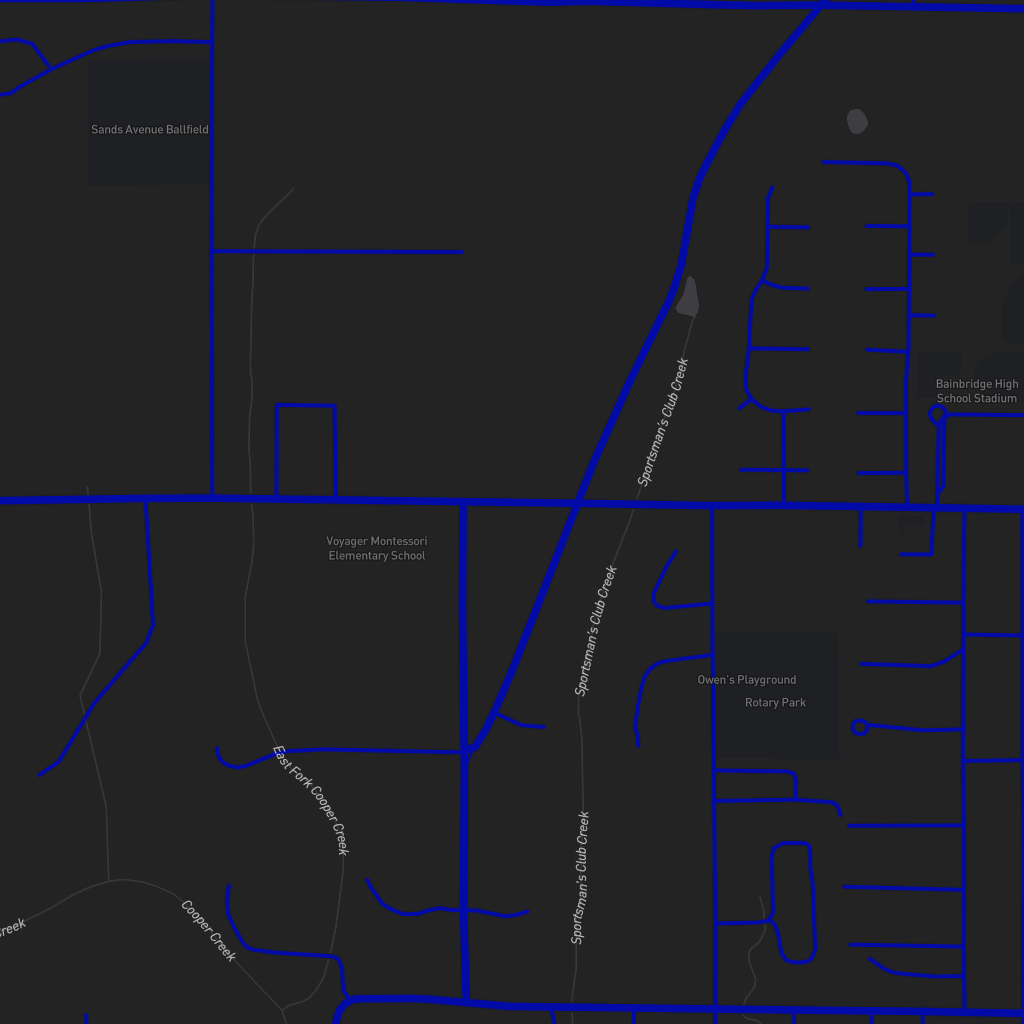 Sands Avenue Ballfield
Sportsman's Club Creek
Bainbridge High
School Stadium
Voyager Montessori
Elementary School
Sportsman's Club Creek
Owen's Playground
Rotary Park
East Fork Cooper Creek
Sportsman's Club Creek
Cooper Creek
Creek